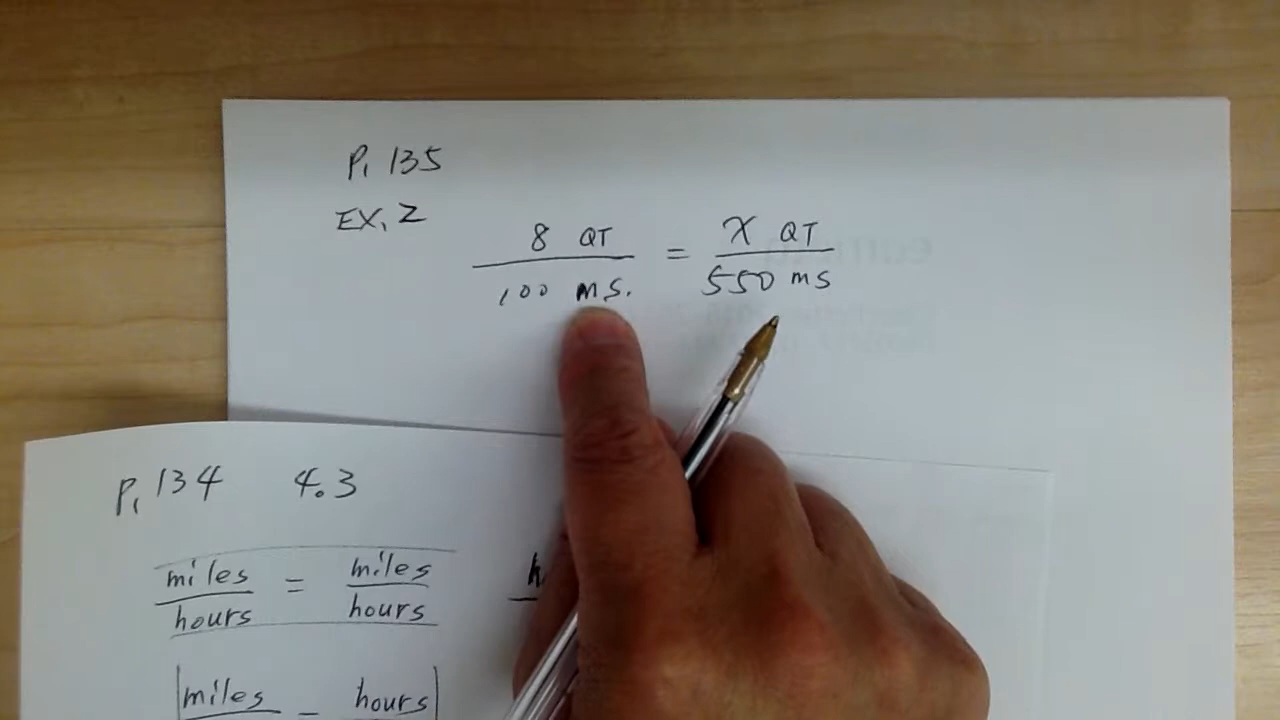 P, 135
EX, 2
8 QT / 100 MS. = X QT / 550 MS
P, 134 4.3
miles / hours = miles / hours
miles hours